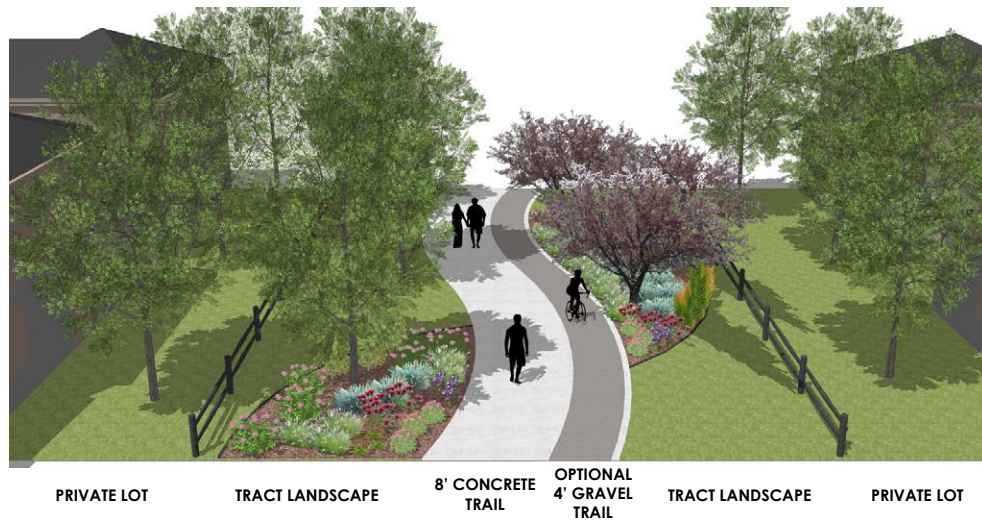 PRIVATE LOT
TRACT LANDSCAPE
8’ CONCRETE
TRAIL
OPTIONAL
4’ GRAVEL
TRAIL
TRACT LANDSCAPE
PRIVATE LOT